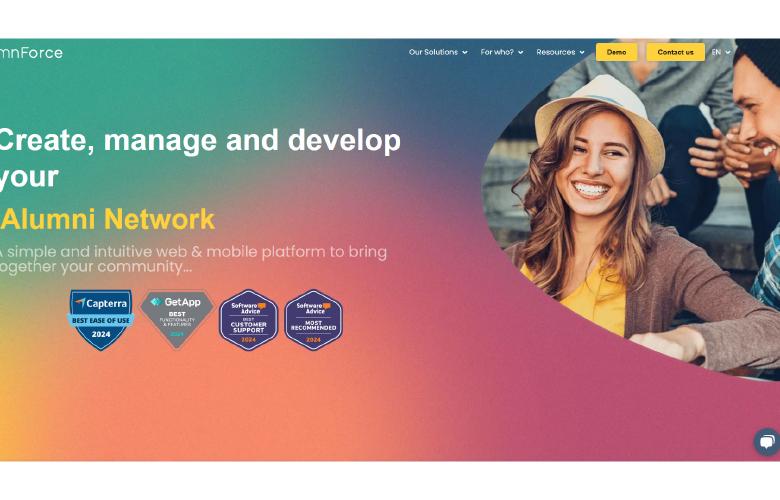 mnForce
Our Solutions For who? Resources Demo Contact us EN
Create, manage and develop
your
Alumni Network
A simple and intuitive web & mobile platform to bring
together your community...
Capterra
BEST EASE OF USE
2024
GetApp
BEST
FUNCTIONALITY
& FEATURES
2024
Software
Advice
BEST
CUSTOMER
SUPPORT
2024
Software
Advice
MOST
RECOMMENDED
2024